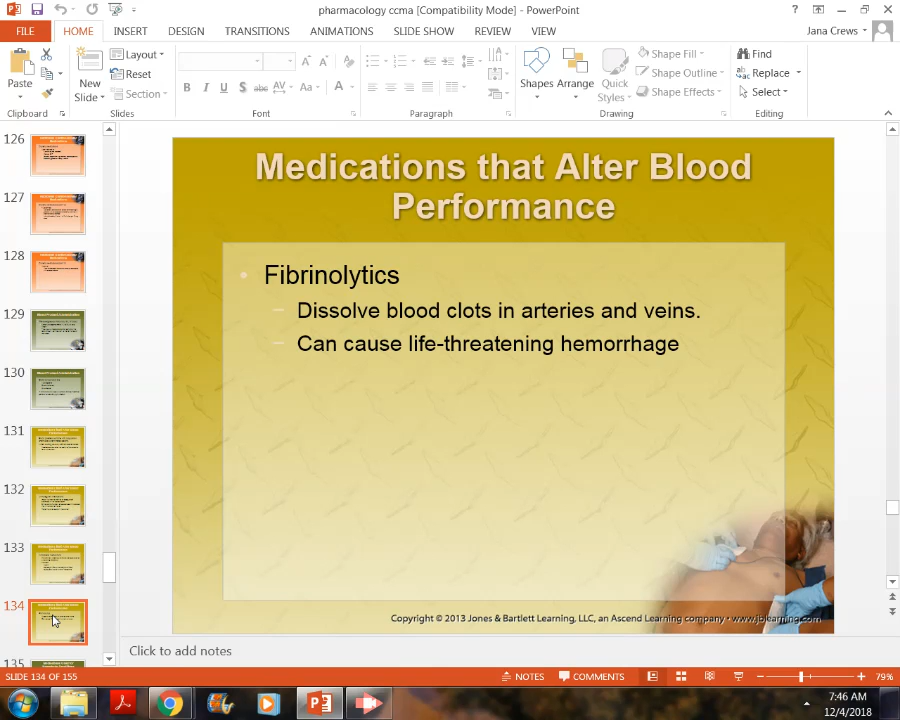 pharmacology ccma [Compatibility Mode] - PowerPoint
FILE HOME INSERT DESIGN TRANSITIONS ANIMATIONS SLIDE SHOW REVIEW VIEW Jana Crews
Paste
New
Slide
Layout
Reset
Section
B I U S abc AV Aa A
Shapes
Arrange
Quick
Styles
Shape Fill
Shape Outline
Shape Effects
Find
Replace
Select
Clipboard Slides Font Paragraph Drawing Editing
126
127
128
129
130
131
132
133
134
135
Medications that Alter Blood
Performance
• Fibrinolytics
– Dissolve blood clots in arteries and veins.
– Can cause life-threatening hemorrhage
Copyright © 2013 Jones & Bartlett Learning, LLC, an Ascend Learning company • www.jblearning.com
Click to add notes
SLIDE 134 OF 155 NOTES COMMENTS 79%
7:46 AM
12/4/2018